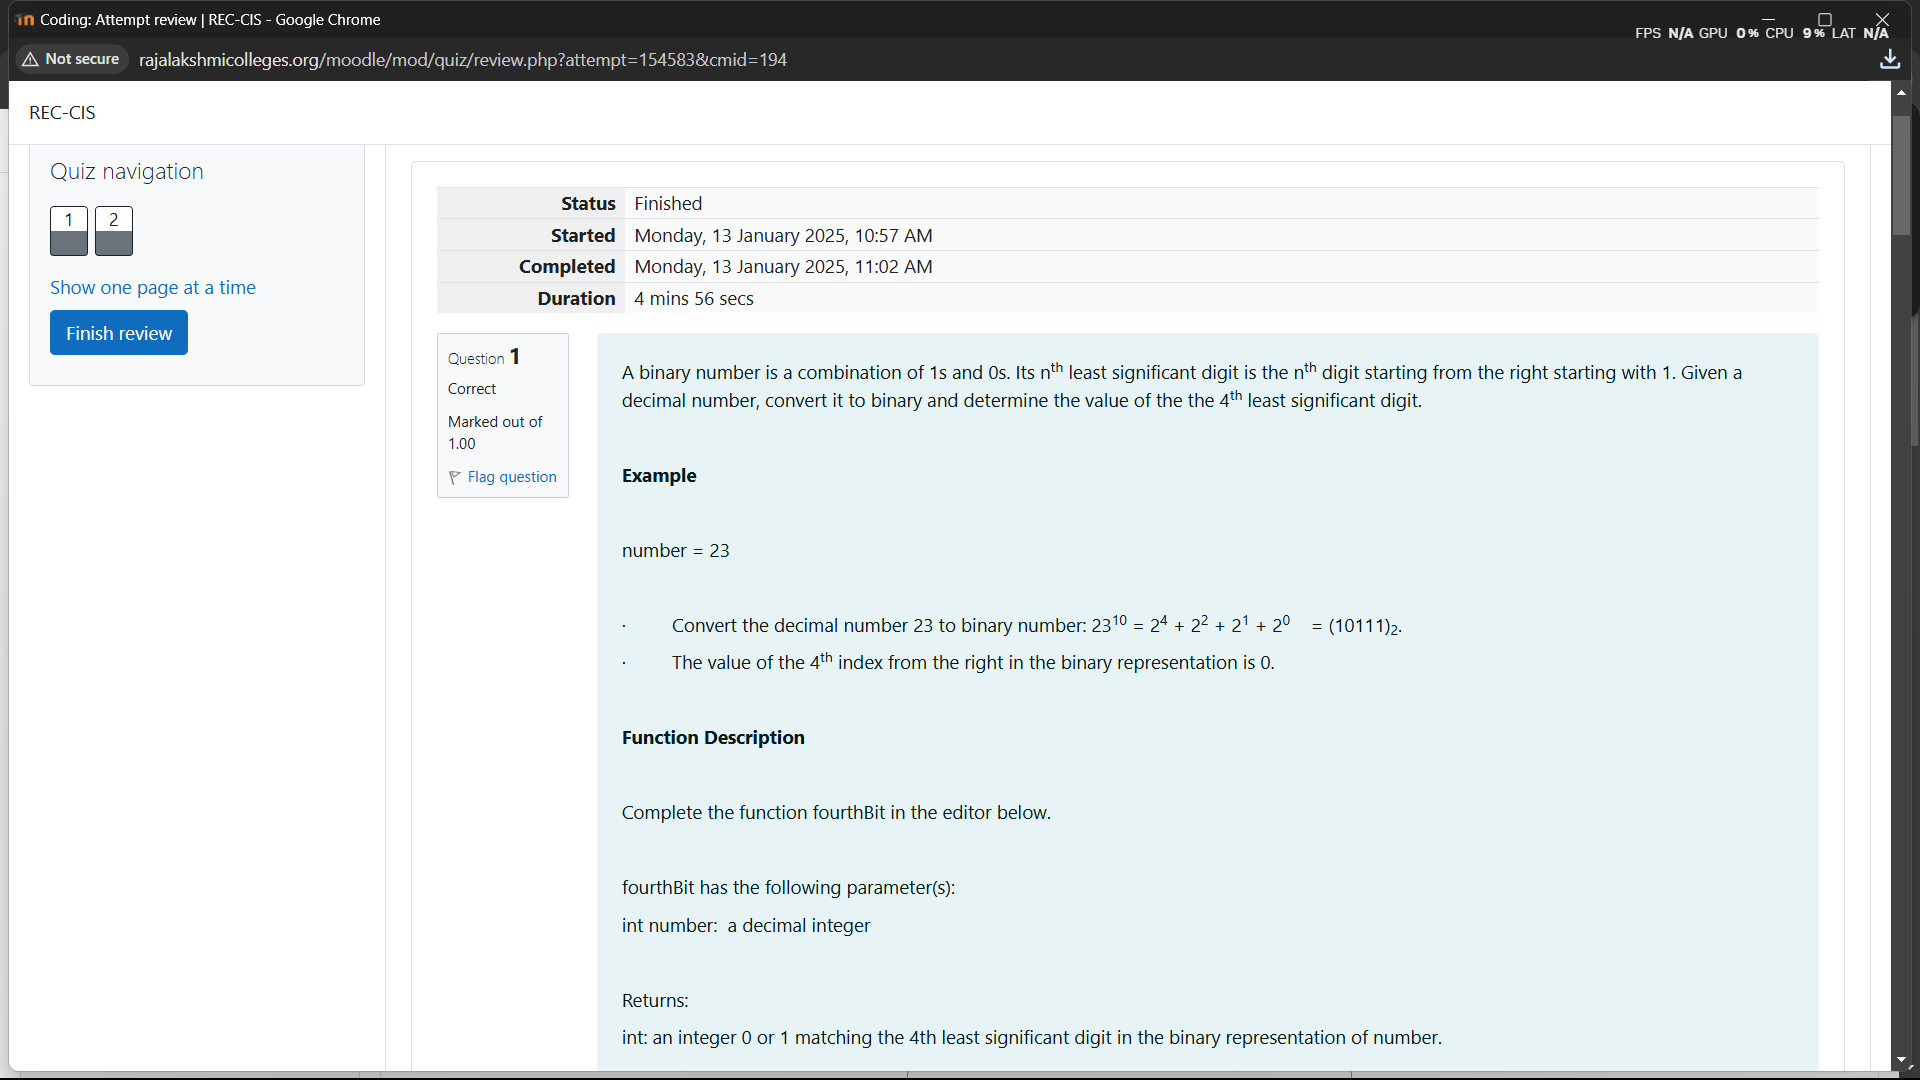 Coding: Attempt review | REC-CIS - Google Chrome
FPS N/A GPU 0% CPU 9% LAT N/A
Not secure rajalakshmicolleges.org/moodle/mod/quiz/review.php?attempt=154583&cmid=194
REC-CIS
Quiz navigation
1 2
Show one page at a time
Finish review
Status Finished
Started Monday, 13 January 2025, 10:57 AM
Completed Monday, 13 January 2025, 11:02 AM
Duration 4 mins 56 secs
Question 1
Correct
Marked out of
1.00
Flag question
A binary number is a combination of 1s and 0s. Its nth least significant digit is the nth digit starting from the right starting with 1. Given a
decimal number, convert it to binary and determine the value of the the 4th least significant digit.
Example
number = 23
· Convert the decimal number 23 to binary number: 23¹⁰ = 2⁴ + 2² + 2¹ + 2⁰ = (10111)₂.
· The value of the 4th index from the right in the binary representation is 0.
Function Description
Complete the function fourthBit in the editor below.
fourthBit has the following parameter(s):
int number: a decimal integer
Returns:
int: an integer 0 or 1 matching the 4th least significant digit in the binary representation of number.